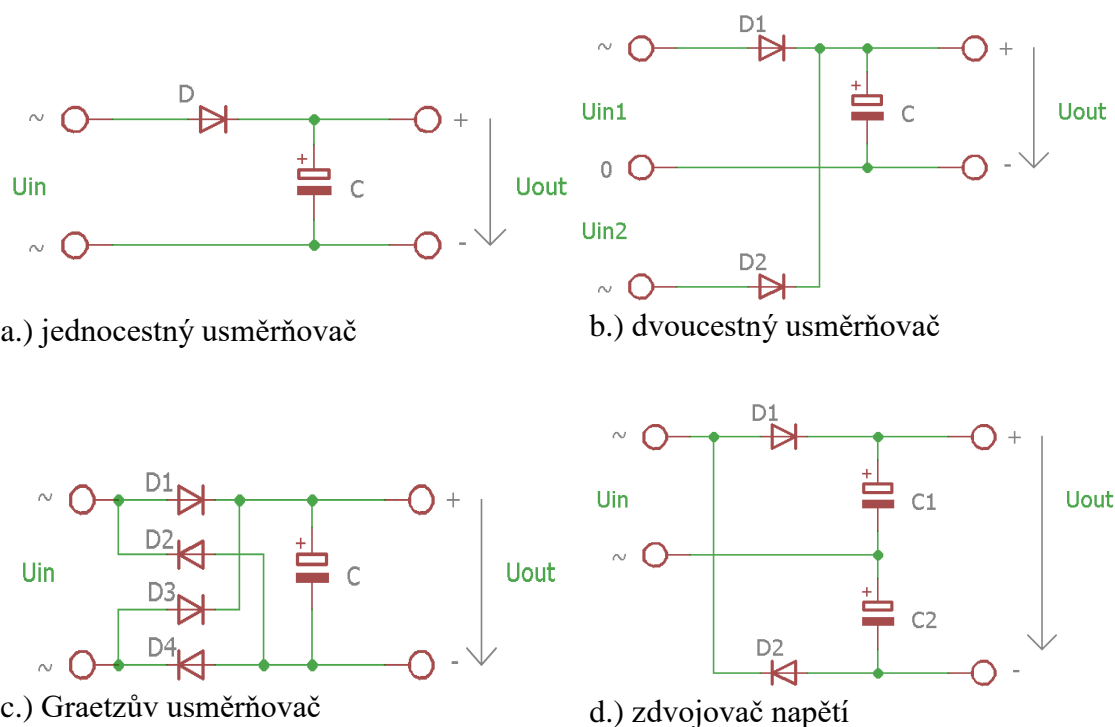 D
~
+
+
C
Uin
Uout
~
-
a.) jednocestný usměrňovač
D1
~
+
+
Uin1
C
Uout
0
-
Uin2
D2
~
b.) dvoucestný usměrňovač
D1
~
+
D2
+
Uin
C
Uout
D3
D4
~
-
c.) Graetzův usměrňovač
D1
~
+
+
Uin
C1
Uout
~
+
C2
D2
-
d.) zdvojovač napětí